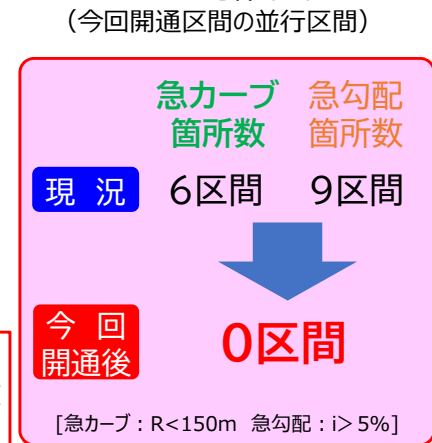 （今回開通区間の並行区間）
急カーブ 急勾配
箇所数 箇所数
現 況 6区間 9区間
今 回
開通後
0区間
[急カーブ：R<150m 急勾配：i＞5%]